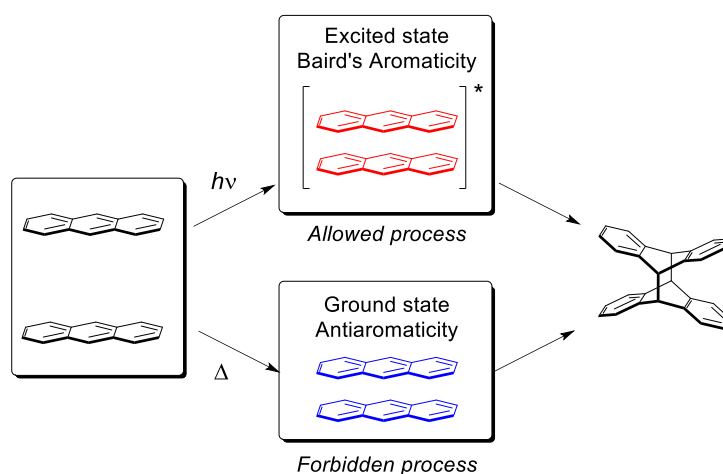 Excited state
Baird's Aromaticity
*
hν
Allowed process
Ground state
Antiaromaticity
Δ
Forbidden process